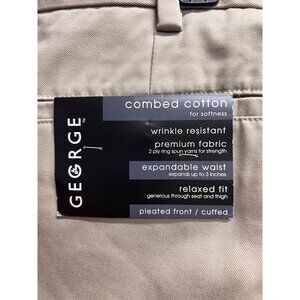 GEORGE™
combed cotton
for softness
wrinkle resistant
premium fabric
2 ply ring spun yarns for strength
expandable waist
expands up to 3 inches
relaxed fit
generous through seat and thigh
pleated front / cuffed